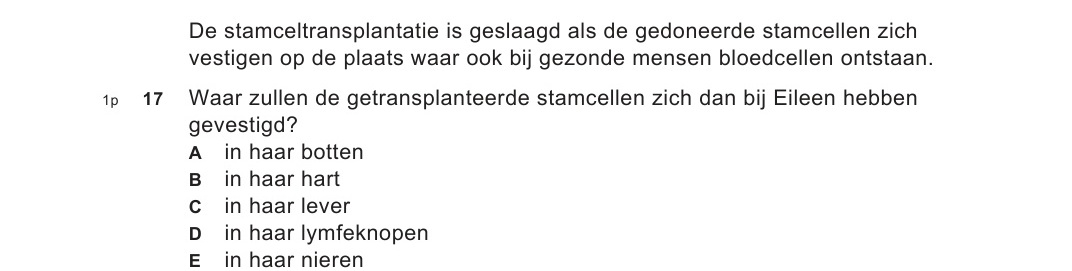 De stamceltransplantatie is geslaagd als de gedoneerde stamcellen zich
vestigen op de plaats waar ook bij gezonde mensen bloedcellen ontstaan.
1p 17 Waar zullen de getransplanteerde stamcellen zich dan bij Eileen hebben
gevestigd?
A in haar botten
B in haar hart
C in haar lever
D in haar lymfeknopen
E in haar nieren